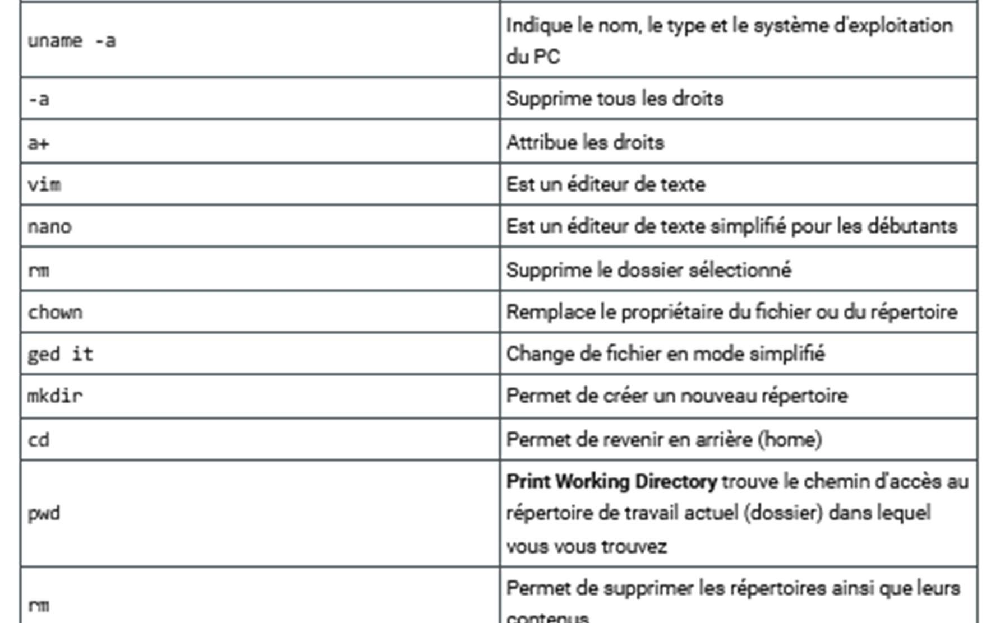 uname -a
Indique le nom, le type et le système d'exploitation
du PC
-a
Supprime tous les droits
a+
Attribue les droits
vim
Est un éditeur de texte
nano
Est un éditeur de texte simplifié pour les débutants
rm
Supprime le dossier sélectionné
chown
Remplace le propriétaire du fichier ou du répertoire
ged it
Change de fichier en mode simplifié
mkdir
Permet de créer un nouveau répertoire
cd
Permet de revenir en arrière (home)
pwd
Print Working Directory trouve le chemin d'accès au
répertoire de travail actuel (dossier) dans lequel
vous vous trouvez
rm
Permet de supprimer les répertoires ainsi que leurs
contenus